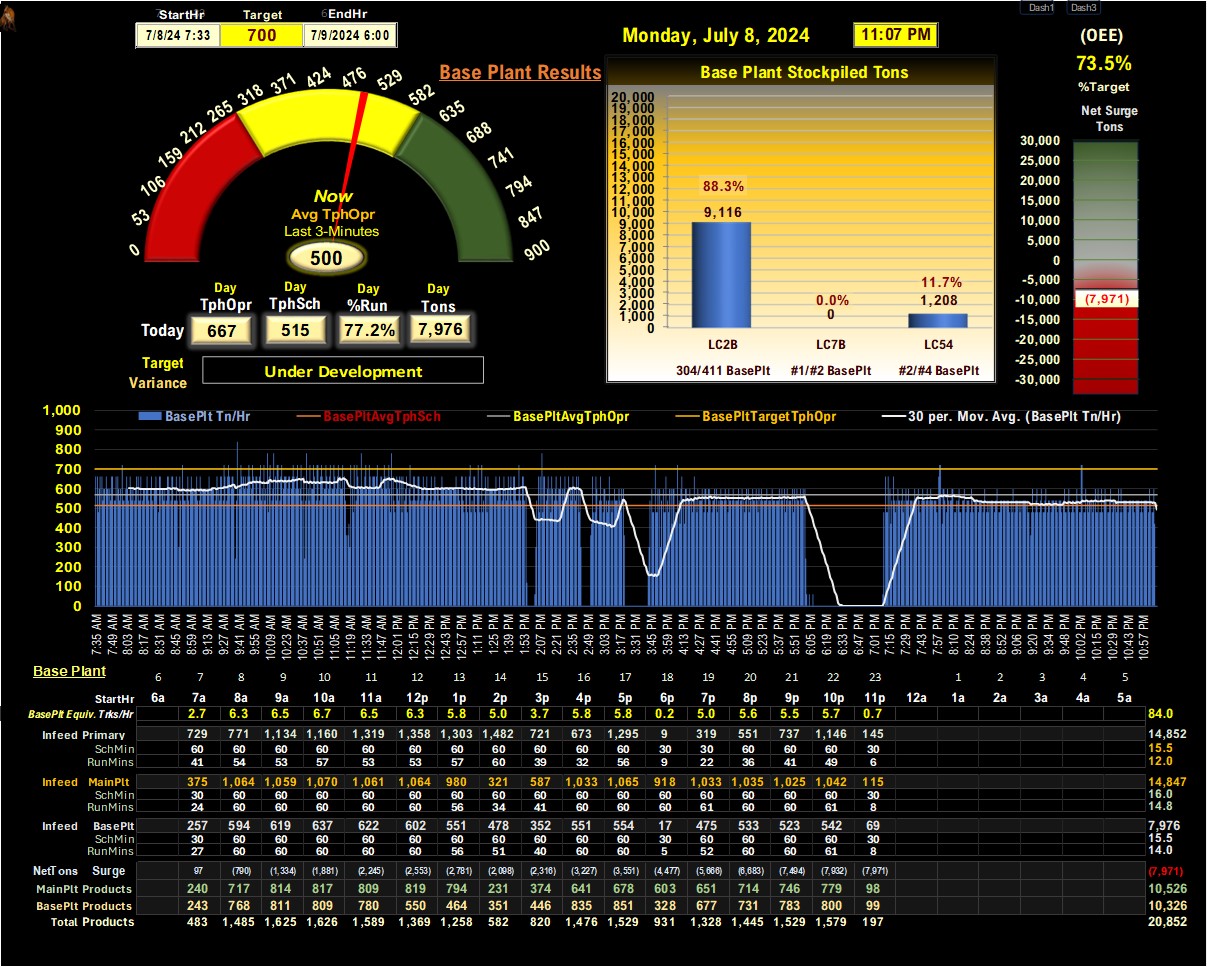 Dash1 Dash3
StartHr Target EndHr
7/8/24 7:33 700 7/9/2024 6:00
Monday, July 8, 2024 11:07 PM
(OEE)
73.5%
%Target
Net Surge
Tons
30,000
25,000
20,000
15,000
10,000
5,000
0
-5,000
-10,000 (7,971)
-15,000
-20,000
-25,000
-30,000
Base Plant Results
0 53 106 159 212 265 318 371 424 476 529 582 635 688 741 794 847 900
Now
Avg TphOpr
Last 3-Minutes
500
Day Day Day Day
TphOpr TphSch %Run Tons
Today 667 515 77.2% 7,976
Target
Variance
Under Development
Base Plant Stockpiled Tons
20,000
19,000
18,000
17,000
16,000
15,000
14,000
13,000
12,000
11,000
10,000
9,000
8,000
7,000
6,000
5,000
4,000
3,000
2,000
1,000
0
88.3%
9,116
0.0%
0
11.7%
1,208
LC2B LC7B LC54
304/411 BasePlt #1/#2 BasePlt #2/#4 BasePlt
BasePlt Tn/Hr BasePltAvgTphSch BasePltAvgTphOpr BasePltTargetTphOpr 30 per. Mov. Avg. (BasePlt Tn/Hr)
1,000
900
800
700
600
500
400
300
200
100
0
7:35 AM 7:49 AM 8:03 AM 8:17 AM 8:31 AM 8:45 AM 8:59 AM 9:13 AM 9:27 AM 9:41 AM 9:55 AM 10:09 AM 10:23 AM 10:37 AM 10:51 AM 11:05 AM 11:19 AM 11:33 AM 11:47 AM 12:01 PM 12:15 PM 12:29 PM 12:43 PM 12:57 PM 1:11 PM 1:25 PM 1:39 PM 1:53 PM 2:07 PM 2:21 PM 2:35 PM 2:49 PM 3:03 PM 3:17 PM 3:31 PM 3:45 PM 3:59 PM 4:13 PM 4:27 PM 4:41 PM 4:55 PM 5:09 PM 5:23 PM 5:37 PM 5:51 PM 6:05 PM 6:19 PM 6:33 PM 6:47 PM 7:01 PM 7:15 PM 7:29 PM 7:43 PM 7:57 PM 8:10 PM 8:24 PM 8:38 PM 8:52 PM 9:06 PM 9:20 PM 9:34 PM 9:48 PM 10:02 PM 10:15 PM 10:29 PM 10:43 PM 10:57 PM
Base Plant
6 7 8 9 10 11 12 13 14 15 16 17 18 19 20 21 22 23 1 2 3 4 5
StartHr 6a 7a 8a 9a 10a 11a 12p 1p 2p 3p 4p 5p 6p 7p 8p 9p 10p 11p 12a 1a 2a 3a 4a 5a
BasePlt Equiv. Trks/Hr 2.7 6.3 6.5 6.7 6.5 6.3 5.8 5.0 3.7 5.8 5.8 0.2 5.0 5.6 5.5 5.7 0.7 84.0
Infeed Primary 729 771 1,134 1,160 1,319 1,358 1,303 1,482 721 673 1,295 9 319 551 737 1,146 145 14,852
SchMin 60 60 60 60 60 60 60 60 60 60 60 30 30 60 60 60 30 15.5
RunMins 41 54 53 57 53 53 57 60 39 32 56 9 22 36 41 49 6 12.0
Infeed MainPlt 375 1,064 1,059 1,070 1,061 1,064 980 321 587 1,033 1,065 918 1,033 1,035 1,025 1,042 115 14,847
SchMin 30 60 60 60 60 60 60 60 60 60 60 60 60 60 60 60 30 16.0
RunMins 24 60 60 60 60 60 56 34 41 60 60 60 61 60 60 61 8 14.8
Infeed BasePlt 257 594 619 637 622 602 551 478 352 551 554 17 475 533 523 542 69 7,976
SchMin 30 60 60 60 60 60 60 60 60 60 60 30 60 60 60 60 30 15.5
RunMins 27 60 60 60 60 60 56 51 40 60 60 5 52 60 60 61 8 14.0
NetTons Surge 97 (790) (1,334) (1,881) (2,245) (2,553) (2,781) (2,098) (2,316) (3,227) (3,551) (4,477) (5,666) (6,683) (7,494) (7,932) (7,971) (7,971)
MainPlt Products 240 717 814 817 809 819 794 231 374 641 678 603 651 714 746 779 98 10,526
BasePlt Products 243 768 811 809 780 550 464 351 446 835 851 328 677 731 783 800 99 10,326
Total Products 483 1,485 1,625 1,626 1,589 1,369 1,258 582 820 1,476 1,529 931 1,328 1,445 1,529 1,579 197 20,852